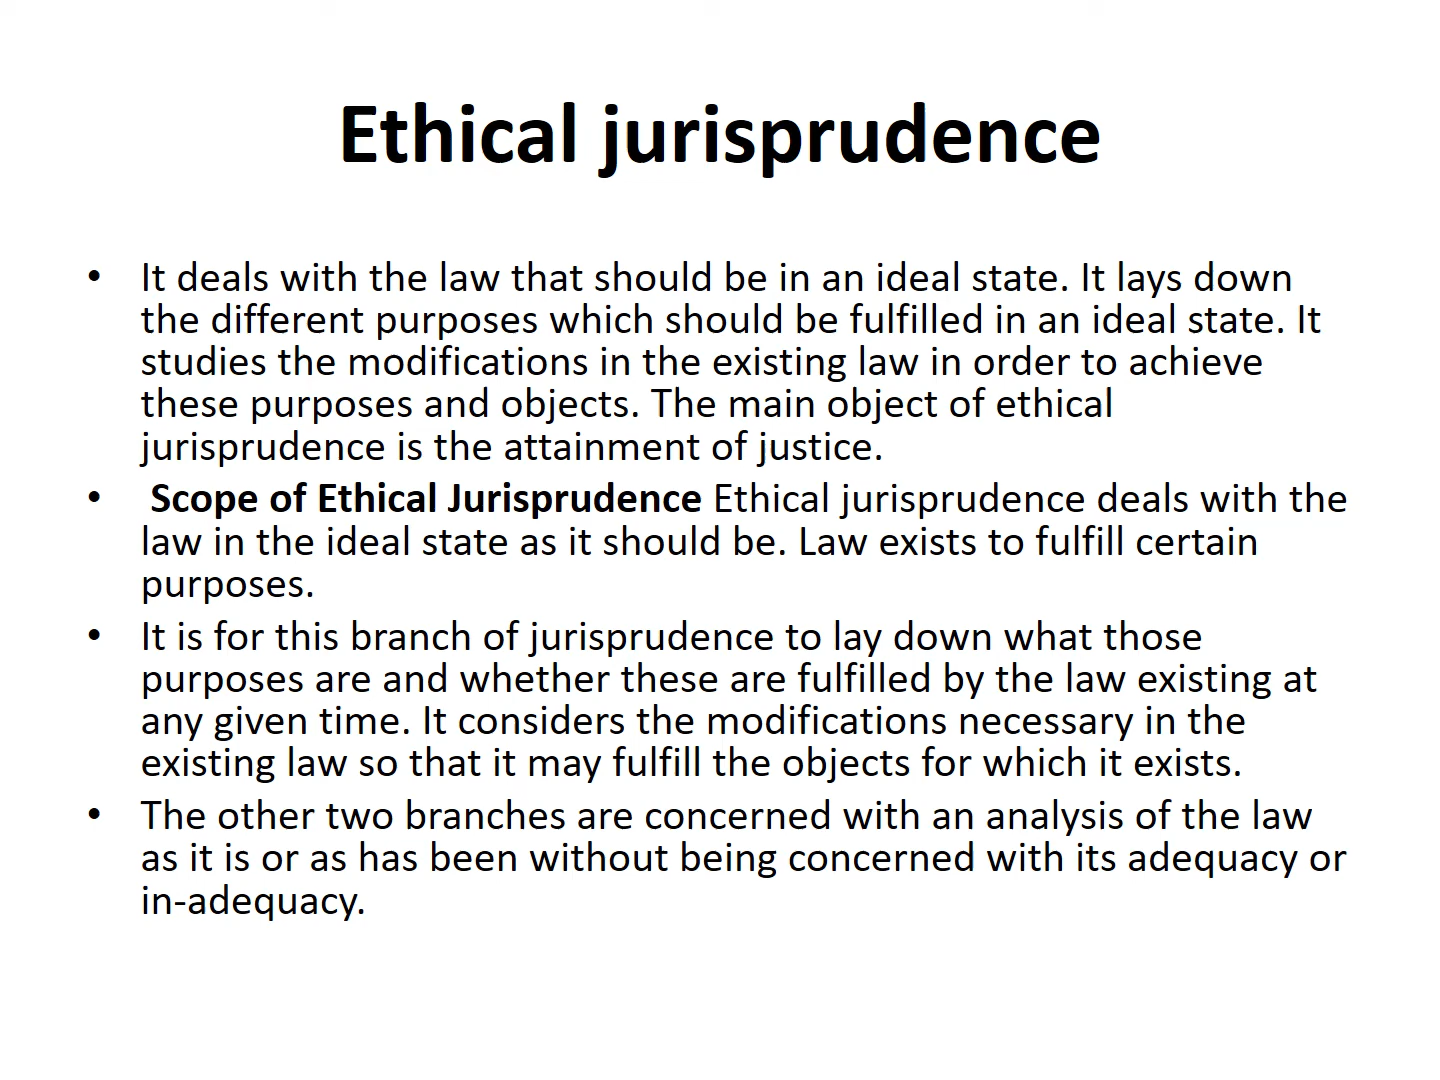 Ethical jurisprudence
• It deals with the law that should be in an ideal state. It lays down
the different purposes which should be fulfilled in an ideal state. It
studies the modifications in the existing law in order to achieve
these purposes and objects. The main object of ethical
jurisprudence is the attainment of justice.
• Scope of Ethical Jurisprudence Ethical jurisprudence deals with the
law in the ideal state as it should be. Law exists to fulfill certain
purposes.
• It is for this branch of jurisprudence to lay down what those
purposes are and whether these are fulfilled by the law existing at
any given time. It considers the modifications necessary in the
existing law so that it may fulfill the objects for which it exists.
• The other two branches are concerned with an analysis of the law
as it is or as has been without being concerned with its adequacy or
in-adequacy.